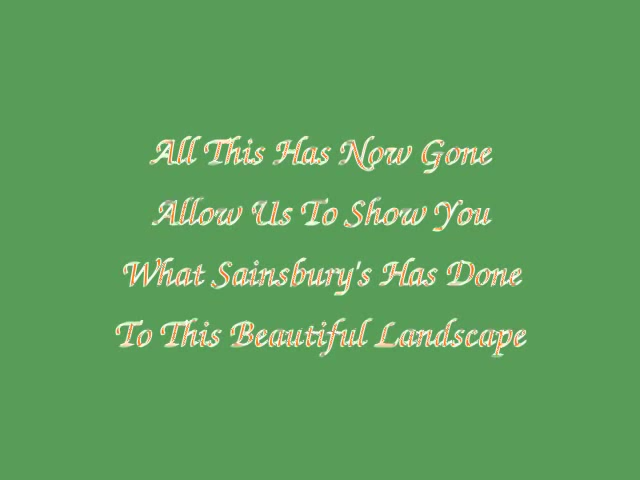 All This Has Now Gone
Allow Us To Show You
What Sainsbury's Has Done
To This Beautiful Landscape